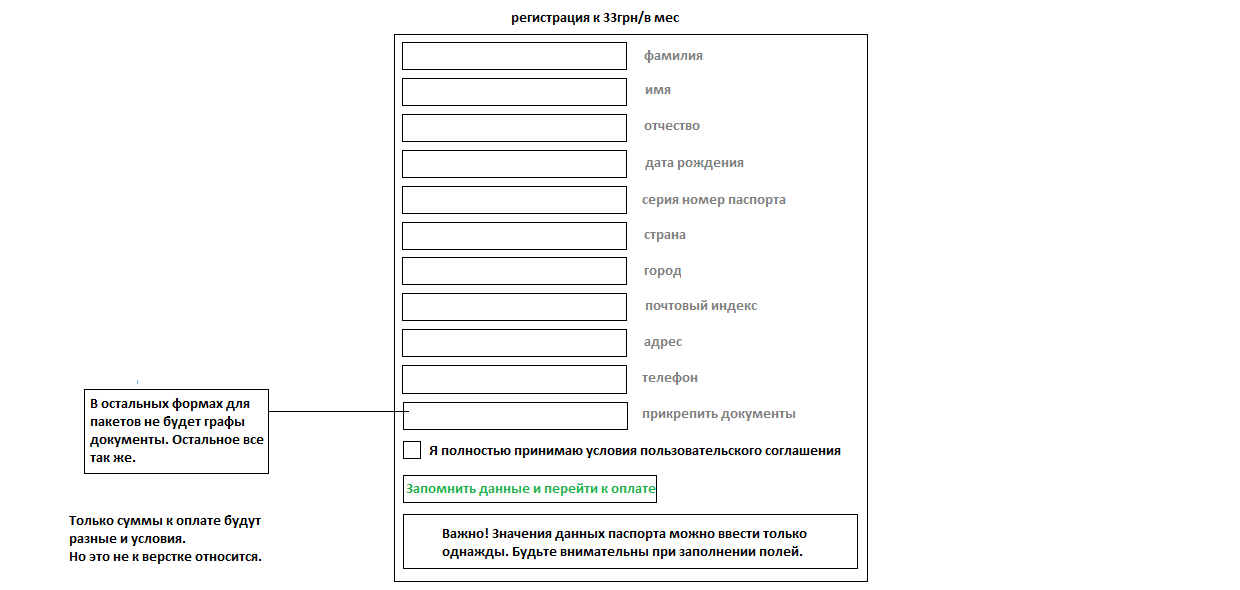 регистрация к 33грн/в мес
фамилия
имя
отчество
дата рождения
серия номер паспорта
страна
город
почтовый индекс
адрес
телефон
прикрепить документы
В остальных формах для
пакетов не будет графы
документы. Остальное все
так же.
Я полностью принимаю условия пользовательского соглашения
Запомнить данные и перейти к оплате
Только суммы к оплате будут
разные и условия.
Но это не к верстке относится.
Важно! Значения данных паспорта можно ввести только
однажды. Будьте внимательны при заполнении полей.